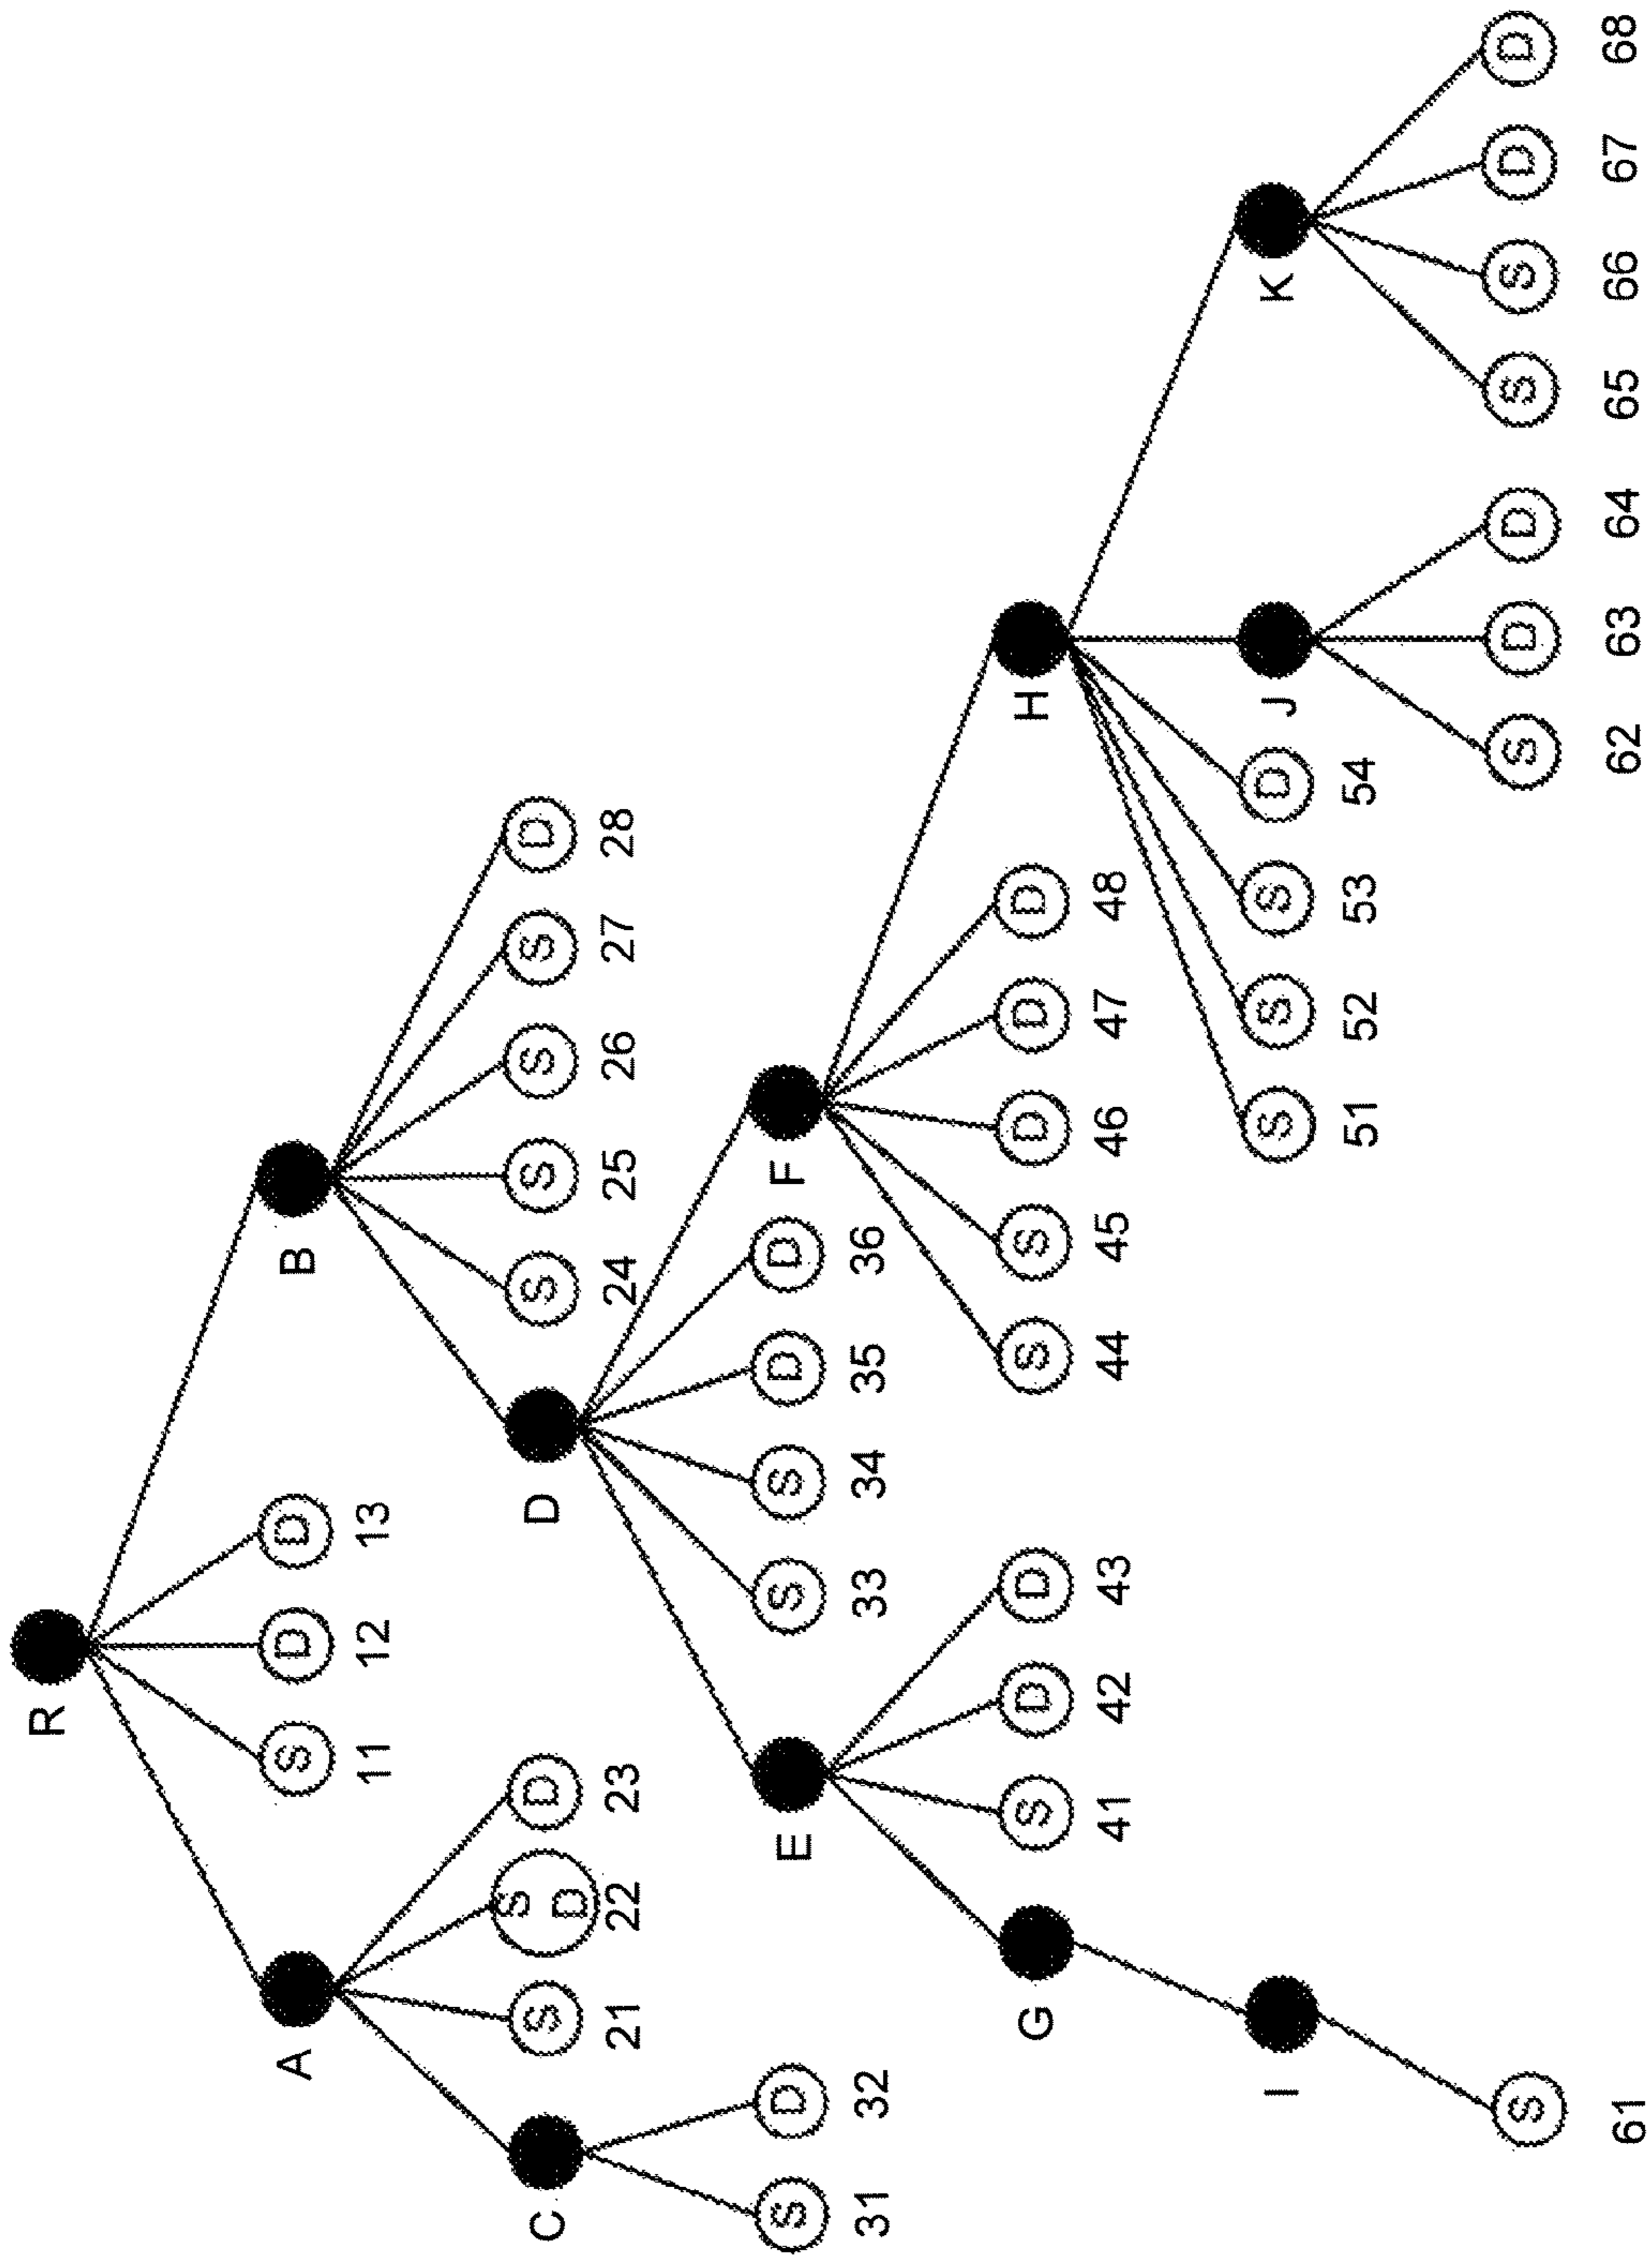 R
A S D D B
11 12 13
C S S D D D S S S S D
21 22 23 24 25 26 27 28
S D E S S D D F
31 32 33 34 35 36
G S D D S S D D D H
41 42 43 44 45 46 47 48
I S S S D J K
51 52 53 54
S S D D S S D D
61 62 63 64 65 66 67 68